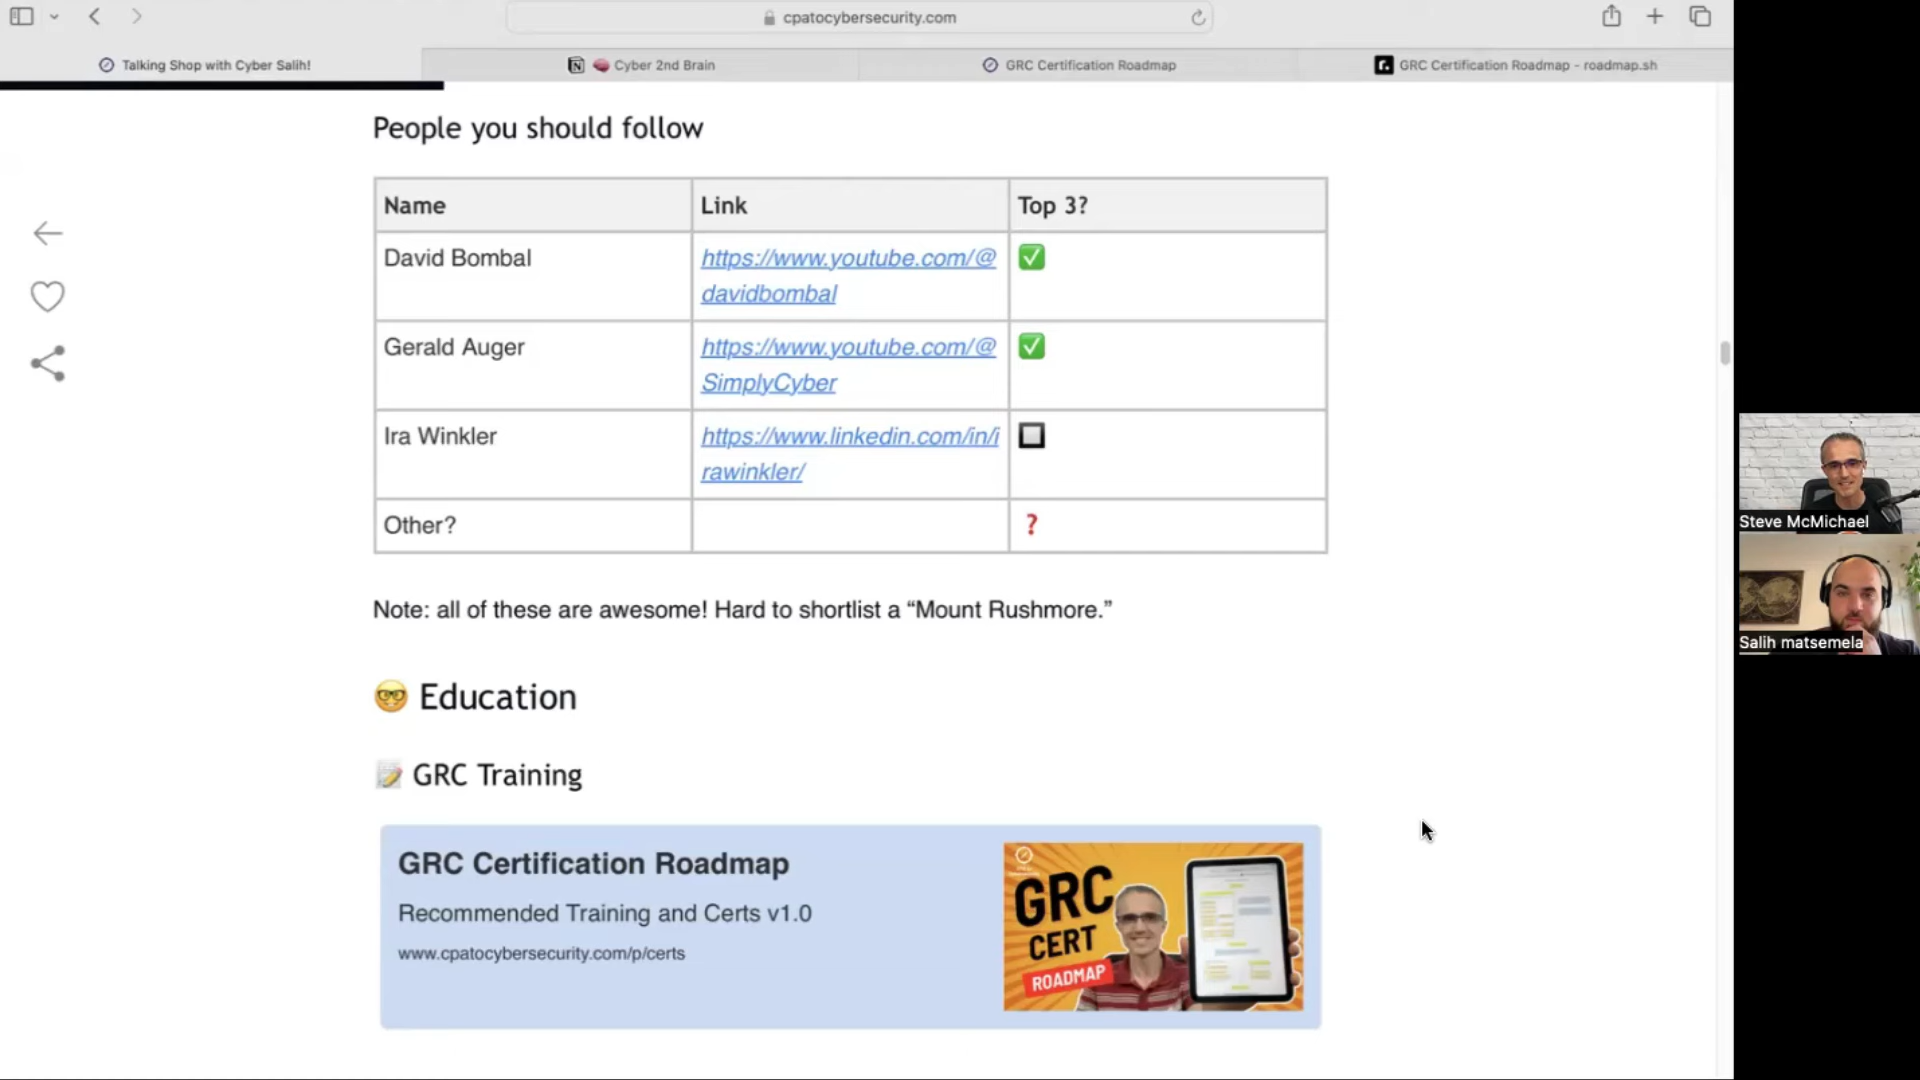 cpatocybersecurity.com
Talking Shop with Cyber Salih!
Cyber 2nd Brain
GRC Certification Roadmap
GRC Certification Roadmap - roadmap.sh
People you should follow
Name Link Top 3?
David Bombal https://www.youtube.com/@
davidbombal
Gerald Auger https://www.youtube.com/@
SimplyCyber
Ira Winkler https://www.linkedin.com/in/i
rawinkler/
Other? ❓
Note: all of these are awesome! Hard to shortlist a “Mount Rushmore.”
Education
GRC Training
GRC Certification Roadmap
Recommended Training and Certs v1.0
www.cpatocybersecurity.com/p/certs
GRC
CERT
ROADMAP
Steve McMichael
Salih matsemela